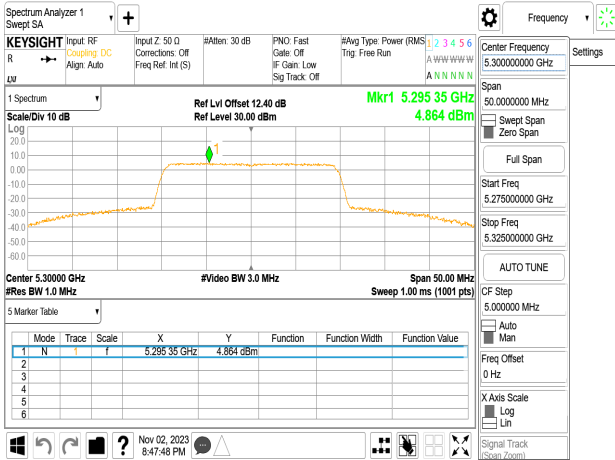 Spectrum Analyzer 1
Swept SA
Frequency
Settings
KEYSIGHT
R
LXI
Input: RF
Coupling: DC
Align: Auto
Input Z: 50 Ω
Corrections: Off
Freq Ref: Int (S)
#Atten: 30 dB
PNO: Fast
Gate: Off
IF Gain: Low
Sig Track: Off
#Avg Type: Power (RMS
Trig: Free Run
1 2 3 4 5 6
A W W W W W
A N N N N N
1 Spectrum
Scale/Div 10 dB
Ref Lvl Offset 12.40 dB
Ref Level 30.00 dBm
Mkr1 5.295 35 GHz
4.864 dBm
Log
20.0
10.0
0.00
-10.0
-20.0
-30.0
-40.0
-50.0
-60.0
1
Center 5.30000 GHz
#Res BW 1.0 MHz
#Video BW 3.0 MHz
Span 50.00 MHz
Sweep 1.00 ms (1001 pts)
5 Marker Table
Mode Trace Scale X Y Function Function Width Function Value
1 N 1 f 5.295 35 GHz 4.864 dBm
2
3
4
5
6
Nov 02, 2023
8:47:48 PM
Center Frequency
5.300000000 GHz
Span
50.0000000 MHz
Swept Span
Zero Span
Full Span
Start Freq
5.275000000 GHz
Stop Freq
5.325000000 GHz
AUTO TUNE
CF Step
5.000000 MHz
Auto
Man
Freq Offset
0 Hz
X Axis Scale
Log
Lin
Signal Track
(Span Zoom)